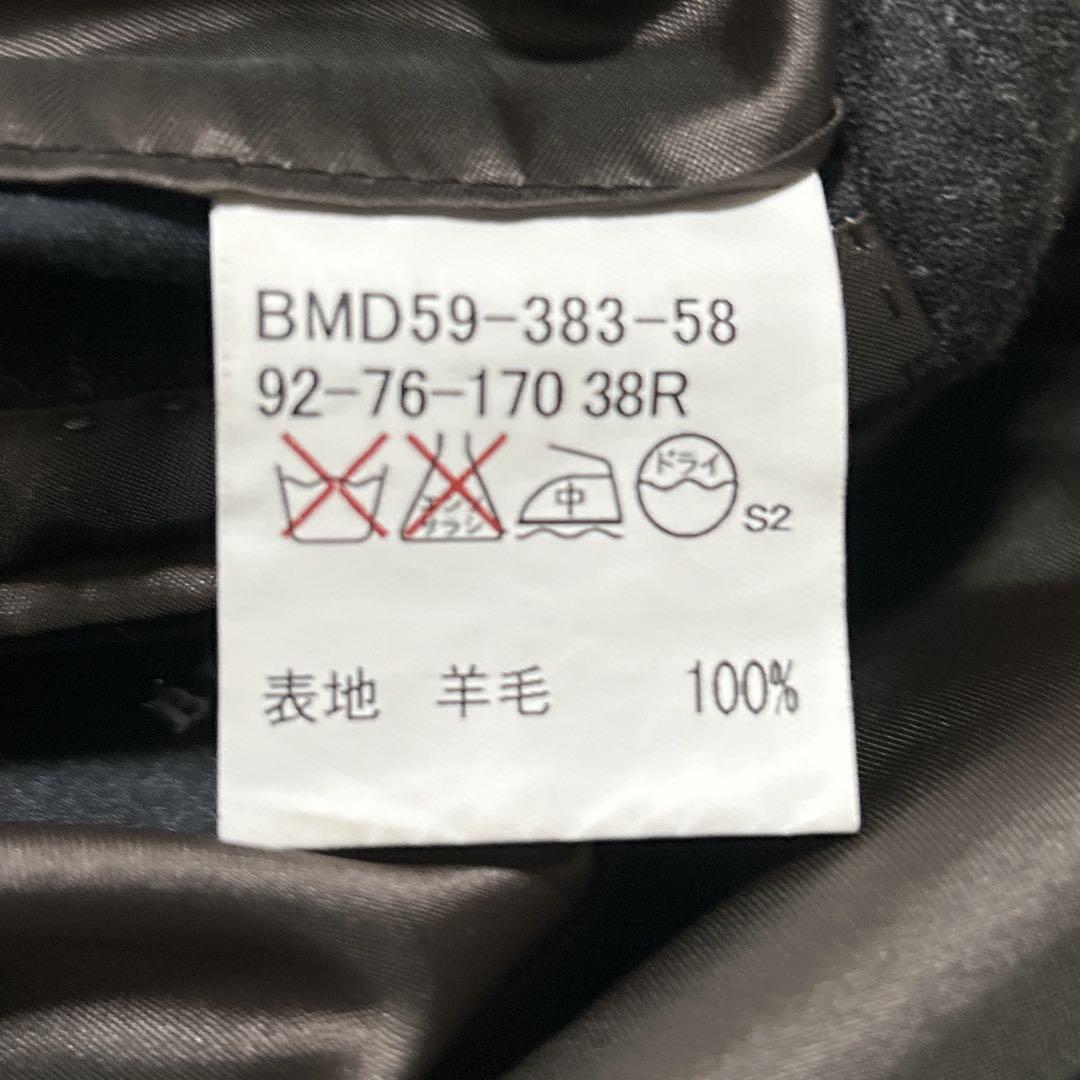 BMD59-383-58
92-76-170 38R
エンソ
サラシ
中
ドライ
S2
表地 羊毛 100%